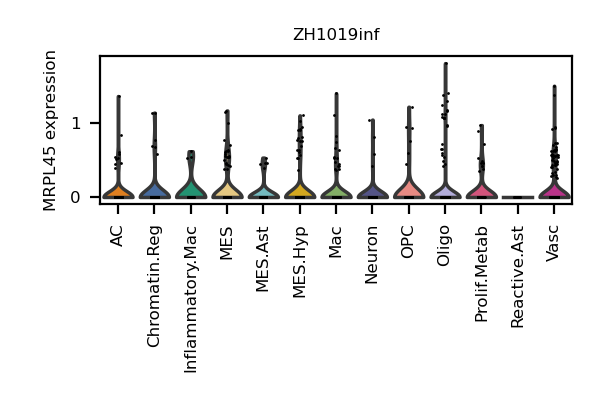 ZH1019inf
MRPL45 expression
1
0
AC
Chromatin.Reg
Inflammatory.Mac
MES
MES.Ast
MES.Hyp
Mac
Neuron
OPC
Oligo
Prolif.Metab
Reactive.Ast
Vasc